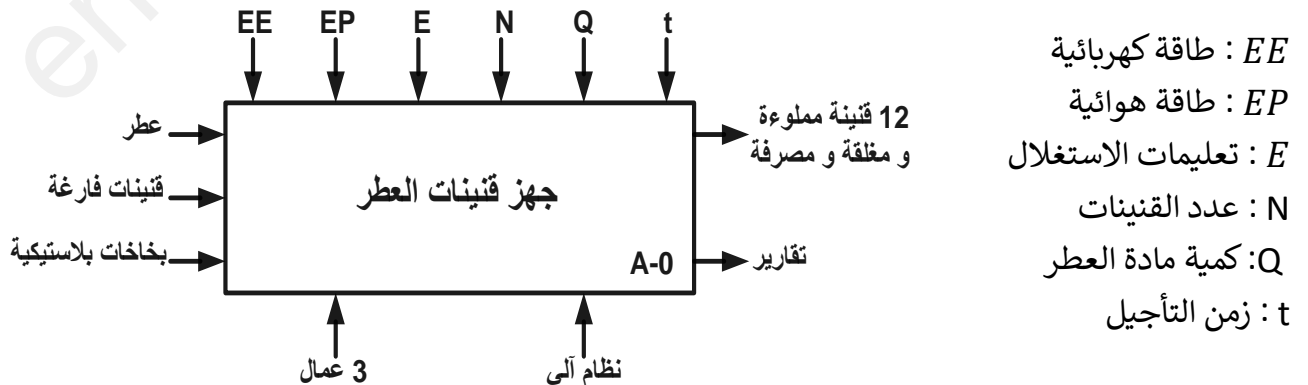 EE EP E N Q t
عطر
قنينات فارغة
بخاخات بلاستيكية
جهز قنينات العطر
A-0
12 قنينة مملوءة
و مغلقة و مصرفة
تقارير
3 عمال
نظام آلي
EE : طاقة كهربائية
EP : طاقة هوائية
E : تعليمات الاستغلال
N : عدد القنينات
Q: كمية مادة العطر
t : زمن التأجيل